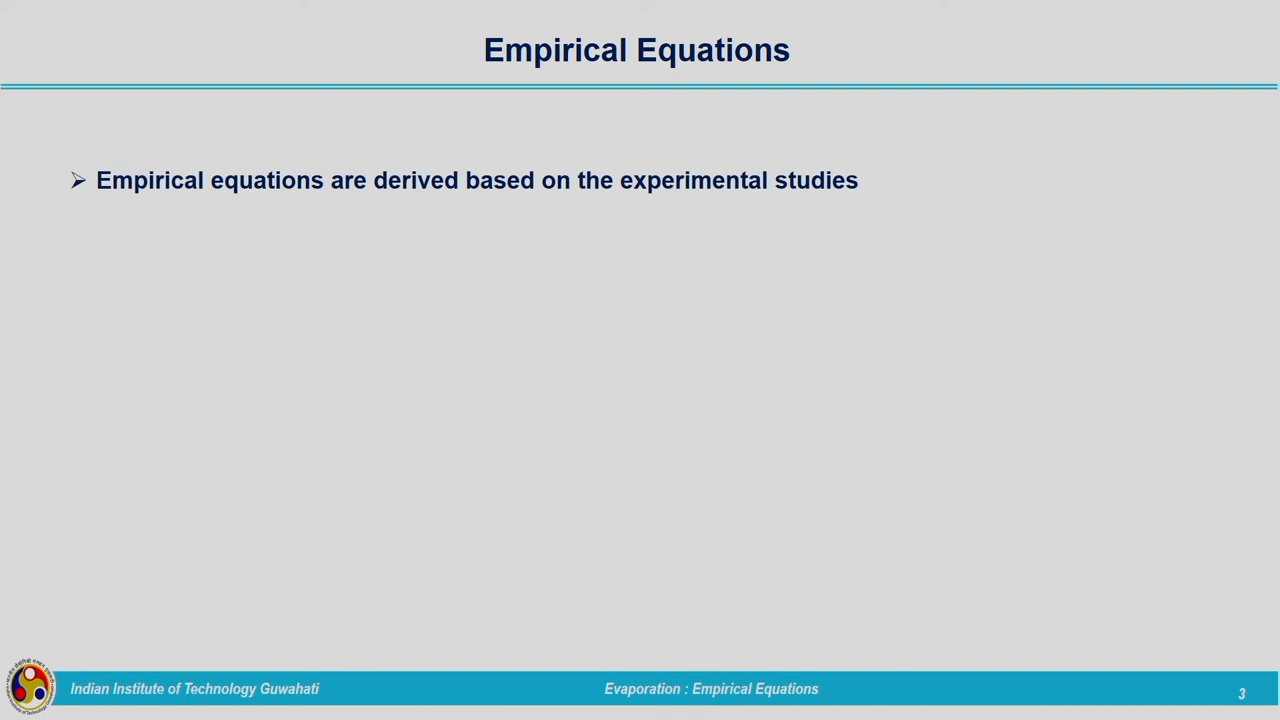 Empirical Equations
➢ Empirical equations are derived based on the experimental studies
Indian Institute of Technology Guwahati
Evaporation : Empirical Equations
3